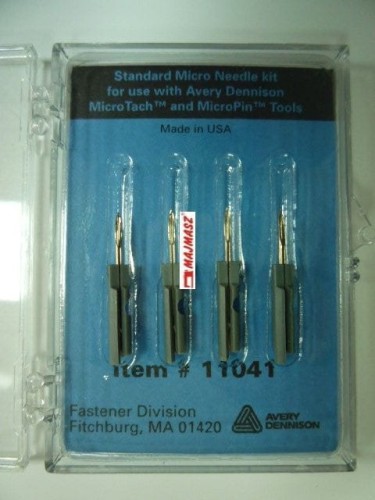 Standard Micro Needle kit
for use with Avery Dennison
MicroTach™ and MicroPin™ Tools
Made in USA
MAJMASZ
Item # 11041
Fastener Division
Fitchburg, MA 01420
AVERY
DENNISON